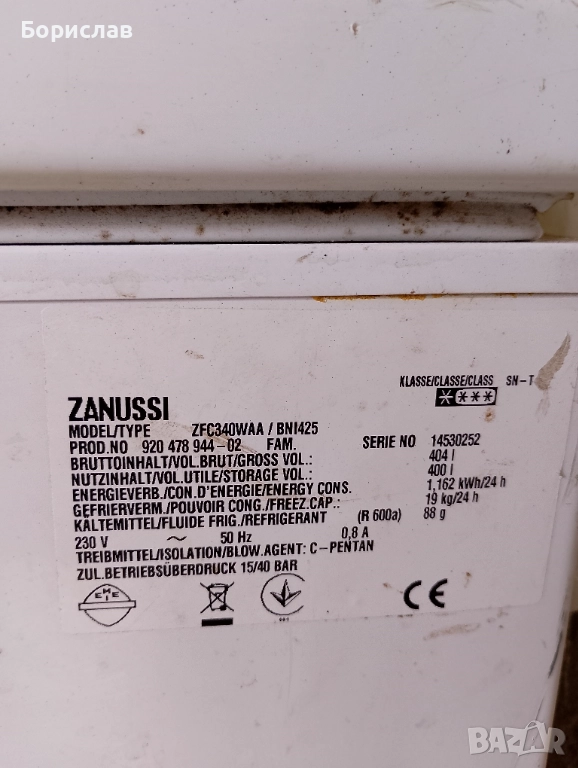 Борислав
KLASSE/CLASSE/CLASS SN-T
ZANUSSI
MODEL/TYPE ZFC340WAA / BNI425
PROD.NO 920 478 944-02 FAM. SERIE NO 14530252
BRUTTOINHALT/VOL.BRUT/GROSS VOL.: 404 l
NUTZINHALT/VOL.UTILE/STORAGE VOL.: 400 l
ENERGIEVERB./CON.D'ENERGIE/ENERGY CONS. 1,162 kWh/24 h
GEFRIERVERM./POUVOIR CONG./FREEZ.CAP.: 19 kg/24 h
KÄLTEMITTEL/FLUIDE FRIG./REFRIGERANT (R 600a) 88 g
230 V ~ 50 Hz 0,8 A
TREIBMITTEL/ISOLATION/BLOW.AGENT: C-PENTAN
ZUL.BETRIEBSÜBERDRUCK 15/40 BAR
CE
BAZAR